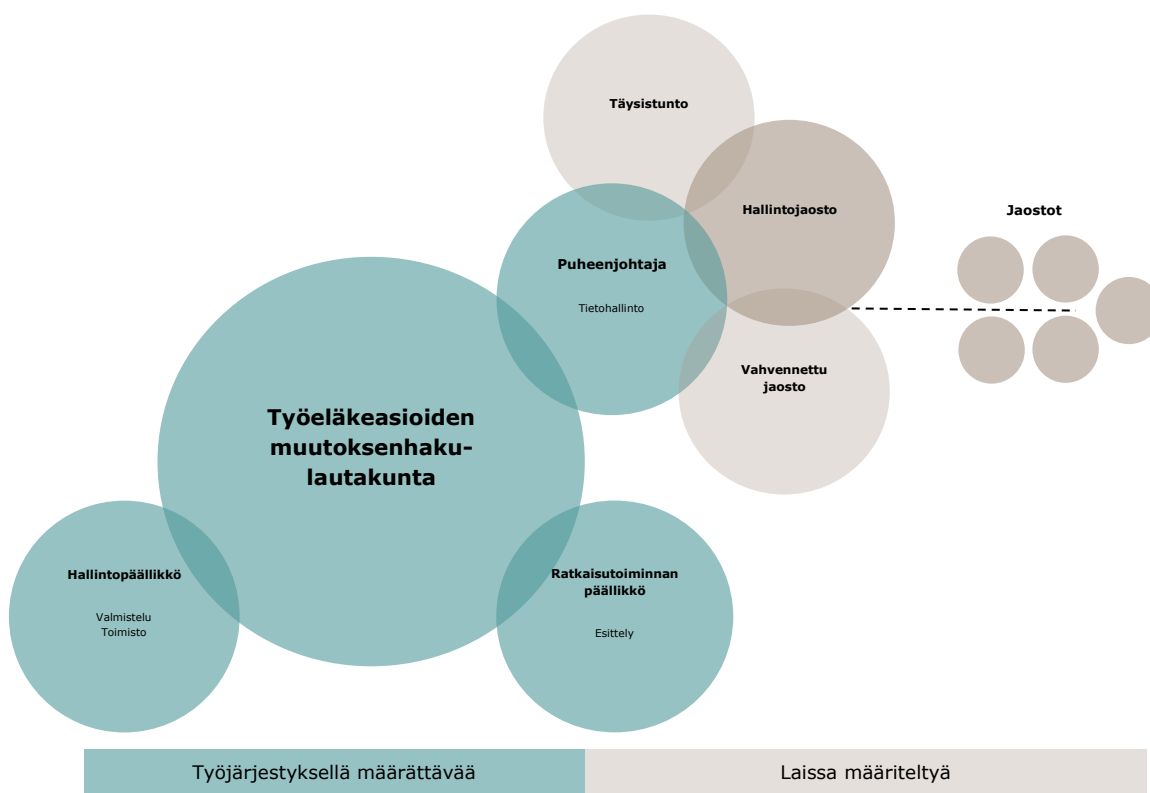 Täysistunto
Hallintojaosto
Jaostot
Puheenjohtaja
Tietohallinto
Vahvennettu
jaosto
Työeläkeasioiden
muutoksenhaku-
lautakunta
Hallintopäällikkö
Valmistelu
Toimisto
Ratkaisutoiminnan
päällikkö
Esittely
Työjärjestyksellä määrättävää
Laissa määriteltyä